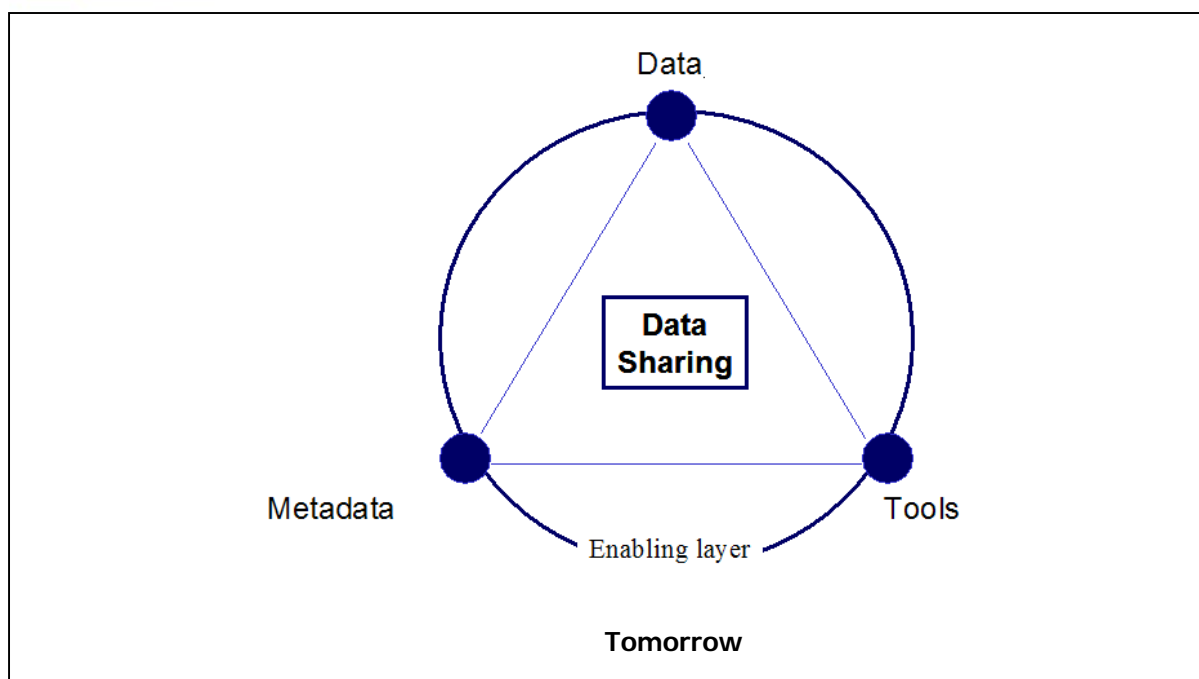 Data
Data
Sharing
Metadata
Tools
Enabling layer
Tomorrow